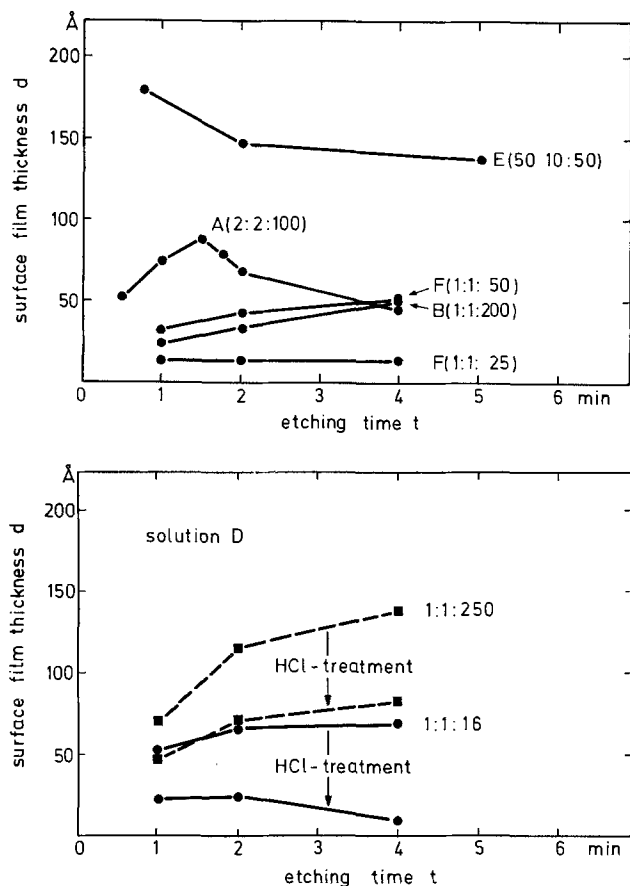 Å
200
150
100
50
surface film thickness d
E(50 10:50)
A(2:2:100)
F(1:1: 50)
B(1:1:200)
F(1:1: 25)
0 1 2 3 4 5 6 min
etching time t
Å
200
150
100
50
surface film thickness d
solution D
1:1:250
HCl-treatment
1:1:16
HCl-treatment
0 1 2 3 4 5 6 min
etching time t